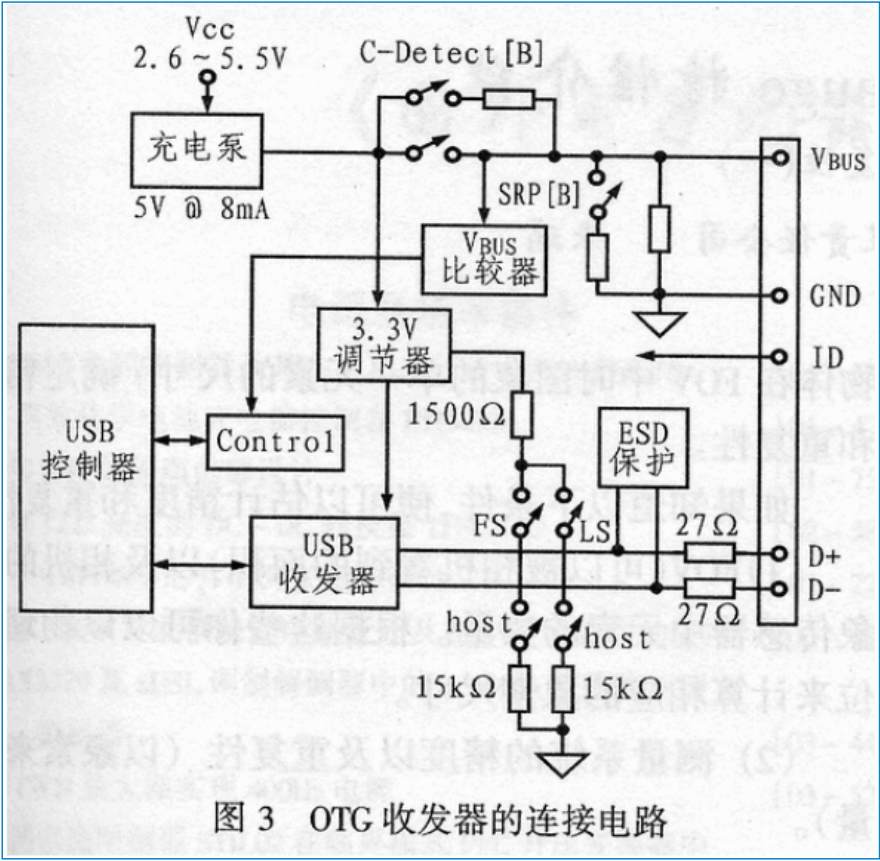 Vcc
2.6～5.5V
充电泵
5V @ 8mA
C-Detect[B]
SRP[B]
VBUS
比较器
VBUS
GND
ID
3.3V
调节器
1500Ω
USB
控制器
Control
ESD
保护
FS
LS
27Ω
USB
收发器
D+
D-
27Ω
host
host
15kΩ
15kΩ
图 3 OTG 收发器的连接电路